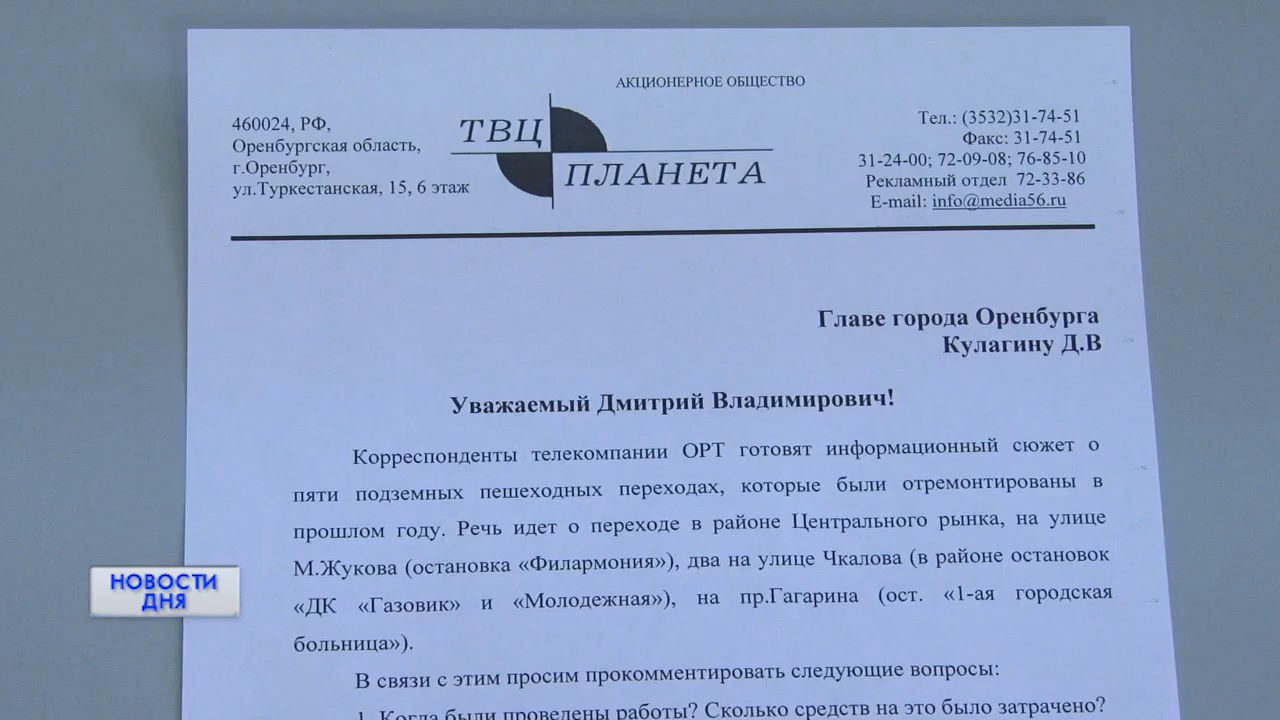 АКЦИОНЕРНОЕ ОБЩЕСТВО
460024, РФ,
Оренбургская область,
г.Оренбург,
ул.Туркестанская, 15, 6 этаж
ТВЦ
ПЛАНЕТА
Тел.: (3532)31-74-51
Факс: 31-74-51
31-24-00; 72-09-08; 76-85-10
Рекламный отдел 72-33-86
E-mail: info@media56.ru
Главе города Оренбурга
Кулагину Д.В
Уважаемый Дмитрий Владимирович!
Корреспонденты телекомпании ОРТ готовят информационный сюжет о
пяти подземных пешеходных переходах, которые были отремонтированы в
прошлом году. Речь идет о переходе в районе Центрального рынка, на улице
М.Жукова (остановка «Филармония»), два на улице Чкалова (в районе остановок
«ДК «Газовик» и «Молодежная»), на пр.Гагарина (ост. «1-ая городская
больница»).
В связи с этим просим прокомментировать следующие вопросы:
1. Когда были проведены работы? Сколько средств на это было затрачено?
НОВОСТИ
ДНЯ